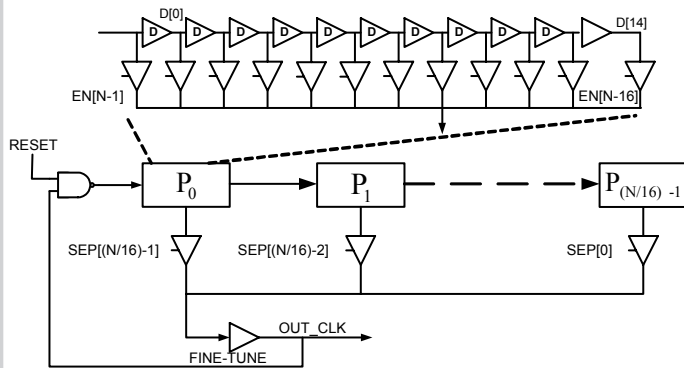 D[0]
D[14]
D D D D D D D D D D
EN[N-1]
EN[N-16]
RESET
P0
P1
P(N/16) -1
SEP[(N/16)-1]
SEP[(N/16)-2]
SEP[0]
OUT_CLK
FINE-TUNE